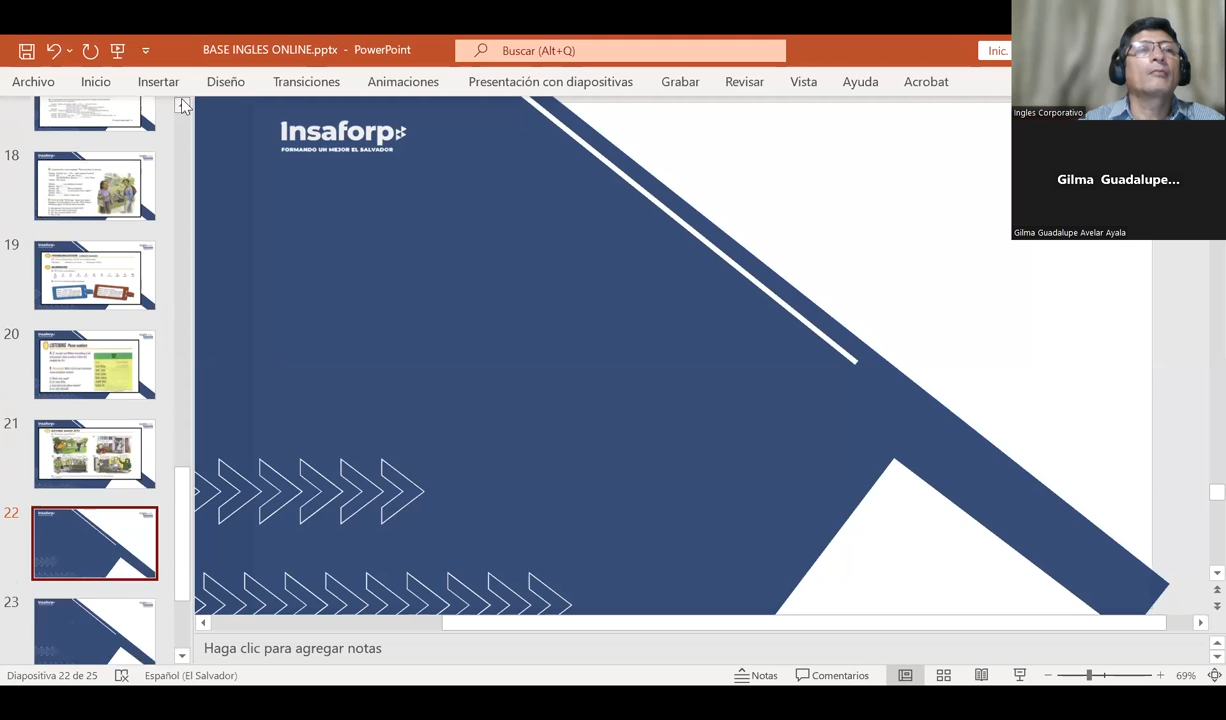 BASE INGLES ONLINE.pptx - PowerPoint
Buscar (Alt+Q)
Inic.
Archivo Inicio Insertar Diseño Transiciones Animaciones Presentación con diapositivas Grabar Revisar Vista Ayuda Acrobat
Ingles Corporativo
Gilma Guadalupe...
Gilma Guadalupe Avelar Ayala
Insaforp
FORMANDO UN MEJOR EL SALVADOR
18
19
20
21
22
23
Haga clic para agregar notas
Diapositiva 22 de 25 Español (El Salvador) Notas Comentarios 69%